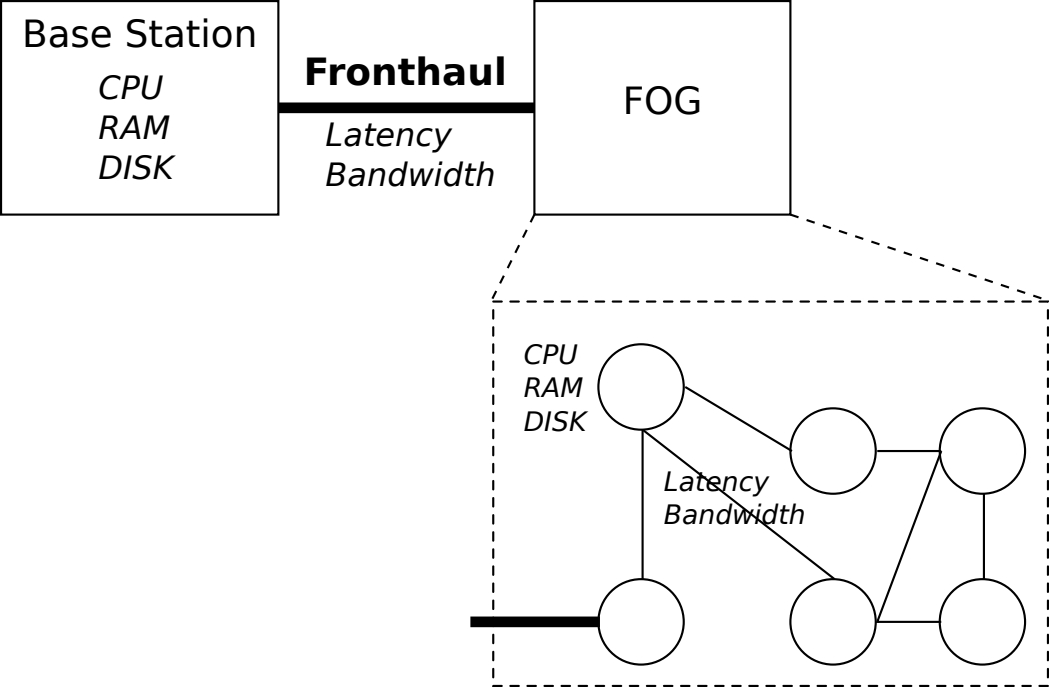 Base Station
CPU
RAM
DISK
Fronthaul
Latency
Bandwidth
FOG
CPU
RAM
DISK
Latency
Bandwidth